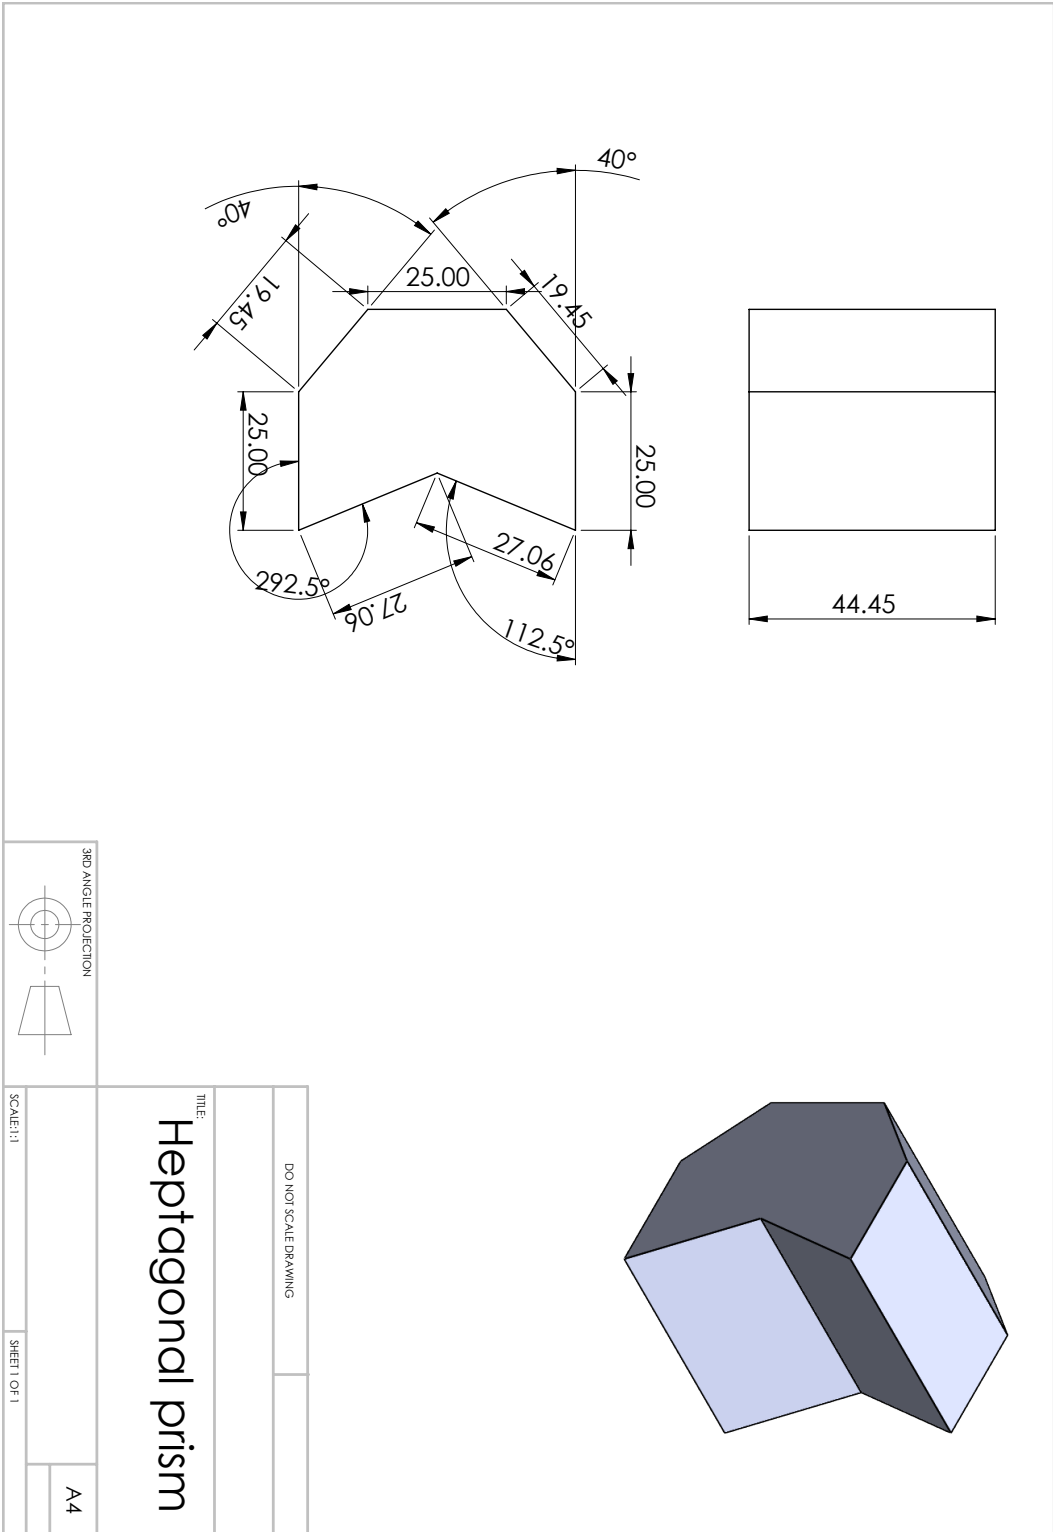 40°
40°
25.00
19.45
19.45
25.00
25.00
27.06
292.5°
27.06
112.5°
44.45
3RD ANGLE PROJECTION
DO NOT SCALE DRAWING
TITLE:
Heptagonal prism
SCALE:1:1
SHEET 1 OF 1
A4